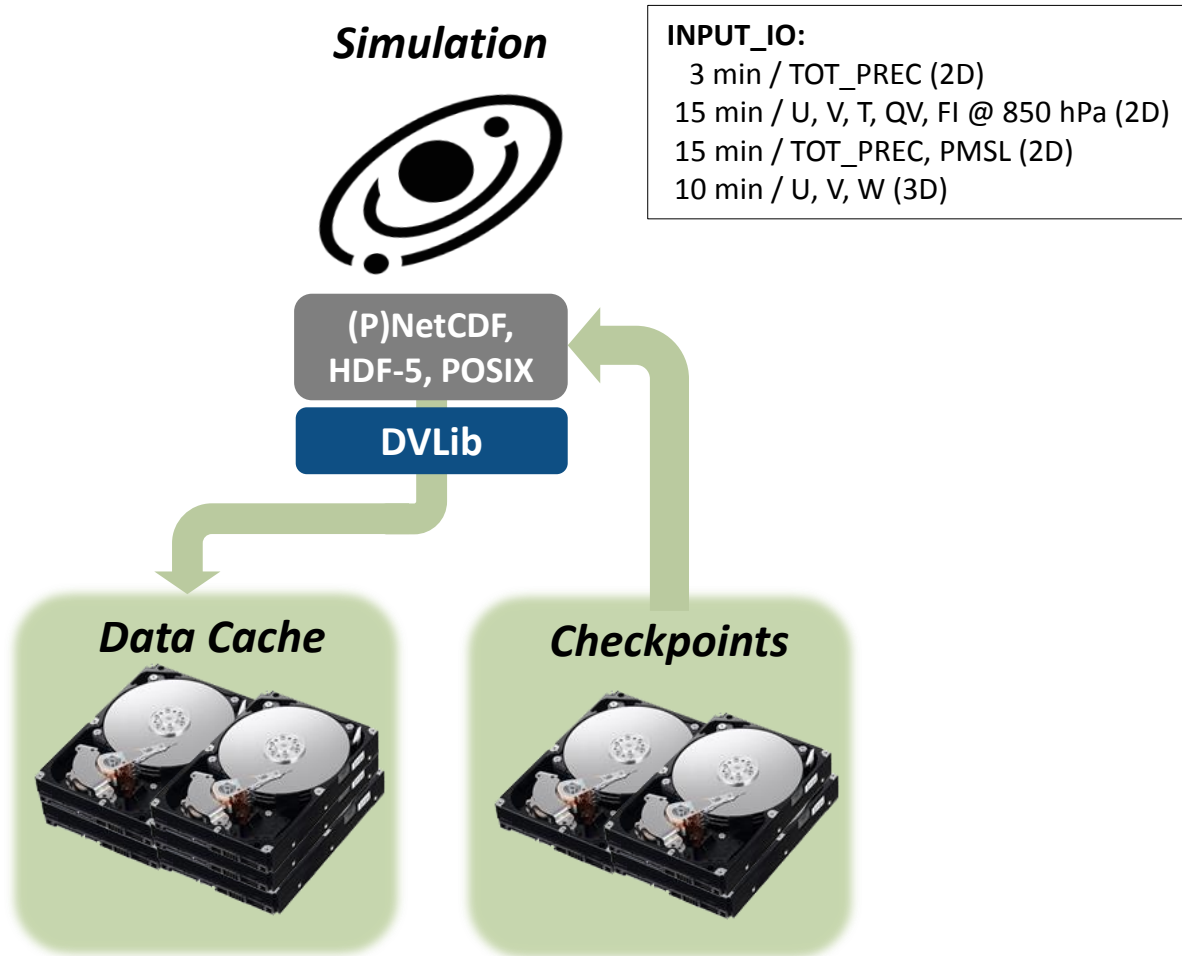 Simulation
INPUT_IO:
3 min / TOT_PREC (2D)
15 min / U, V, T, QV, FI @ 850 hPa (2D)
15 min / TOT_PREC, PMSL (2D)
10 min / U, V, W (3D)
(P)NetCDF,
HDF-5, POSIX
DVLib
Data Cache
Checkpoints